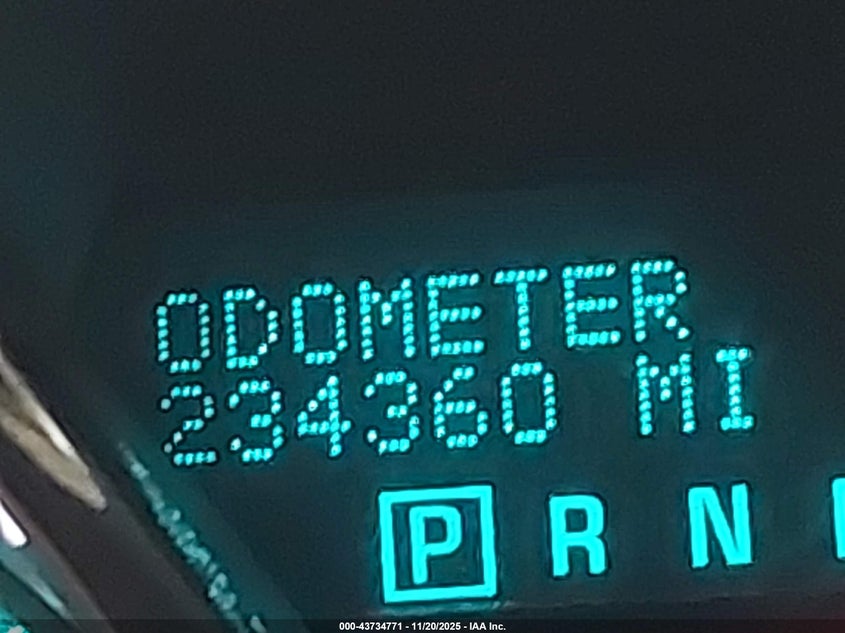 ODOMETER
234360 MI
P R N
000-43734771 - 11/20/2025 - IAA Inc.